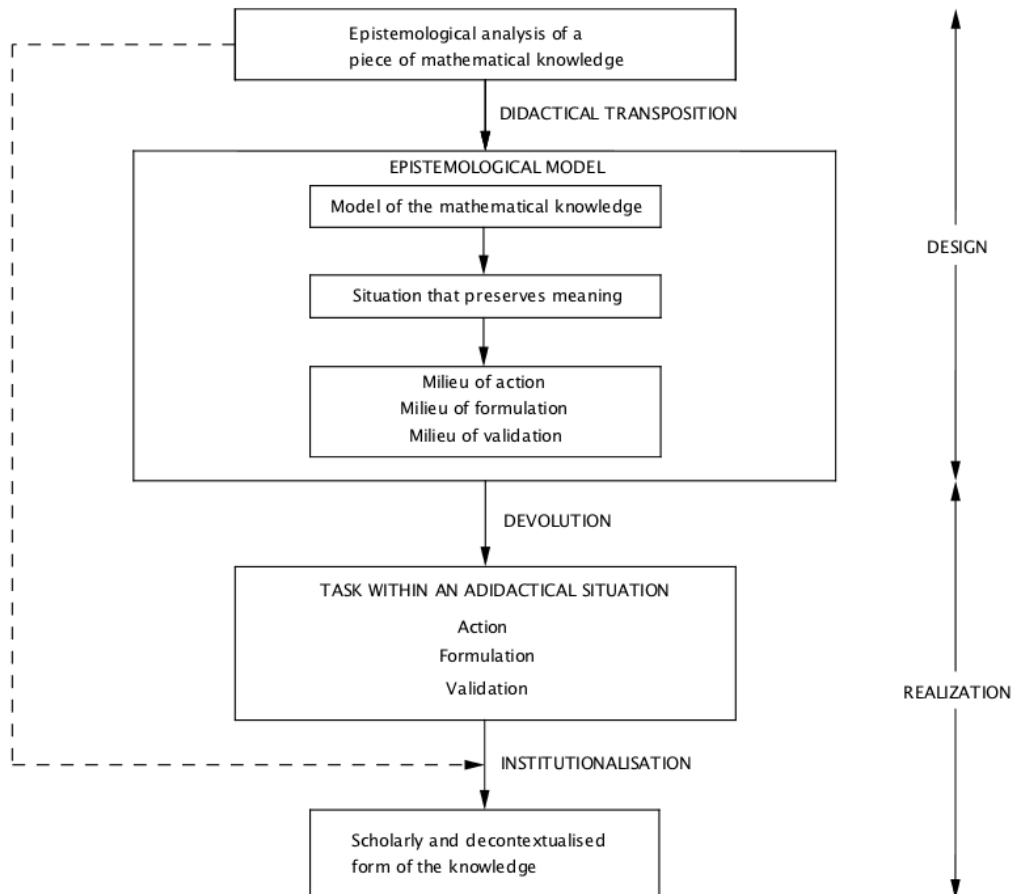 Epistemological analysis of a
piece of mathematical knowledge
DIDACTICAL TRANSPOSITION
EPISTEMOLOGICAL MODEL
Model of the mathematical knowledge
DESIGN
Situation that preserves meaning
Milieu of action
Milieu of formulation
Milieu of validation
DEVOLUTION
TASK WITHIN AN ADIDACTICAL SITUATION
Action
Formulation
Validation
REALIZATION
INSTITUTIONALISATION
Scholarly and decontextualised
form of the knowledge